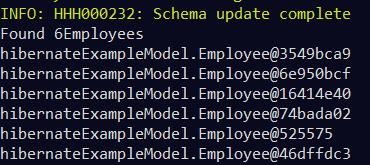 INFO: HHH000232: Schema update complete
Found 6Employees
hibernateExampleModel.Employee@3549bca9
hibernateExampleModel.Employee@6e950bcf
hibernateExampleModel.Employee@16414e40
hibernateExampleModel.Employee@74bada02
hibernateExampleModel.Employee@525575
hibernateExampleModel.Employee@46dffdc3